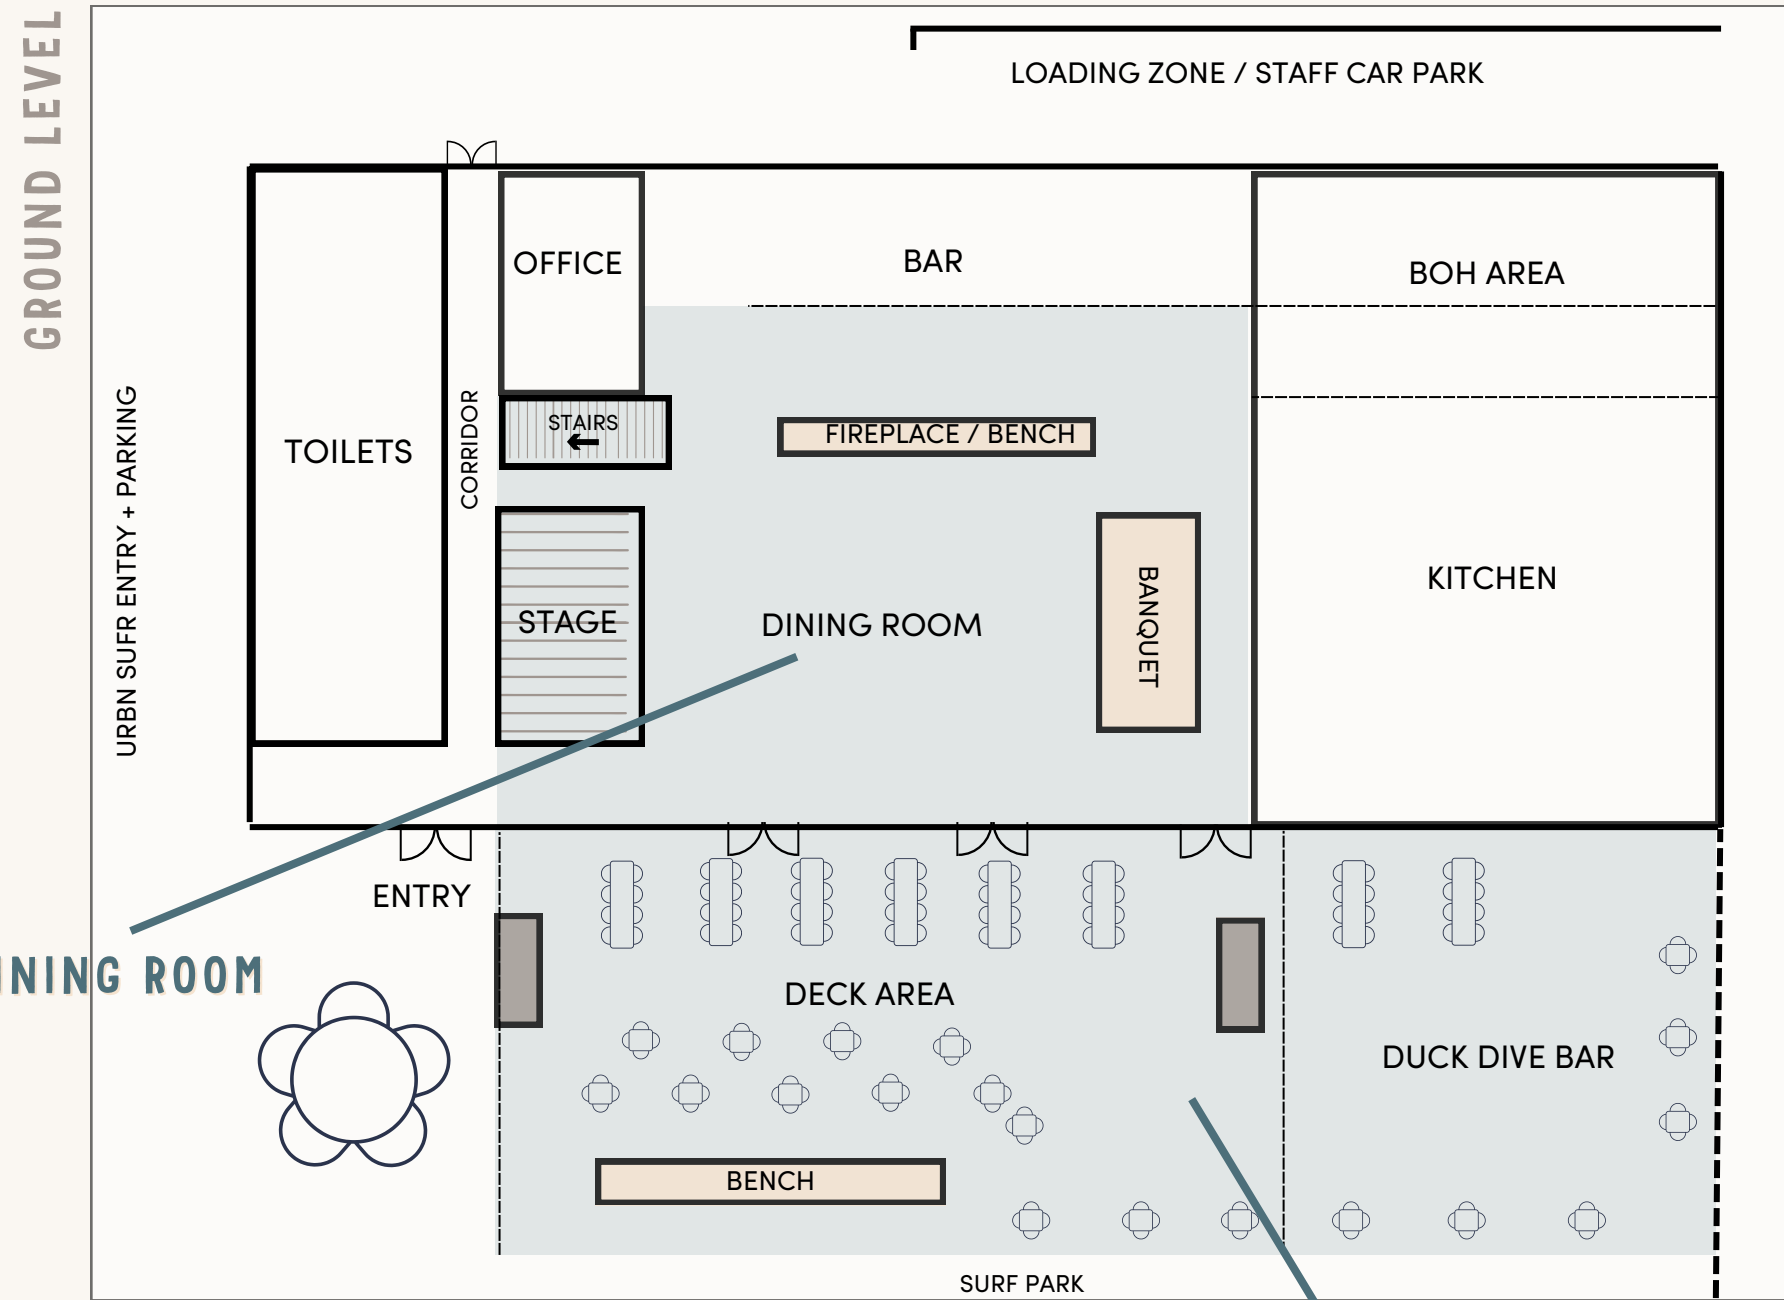 GROUND LEVEL
LOADING ZONE / STAFF CAR PARK
OFFICE
BAR
BOH AREA
STAIRS
FIREPLACE / BENCH
TOILETS
CORRIDOR
URBN SUFR ENTRY + PARKING
STAGE
DINING ROOM
BANQUET
KITCHEN
ENTRY
NING ROOM
DECK AREA
DUCK DIVE BAR
BENCH
SURF PARK